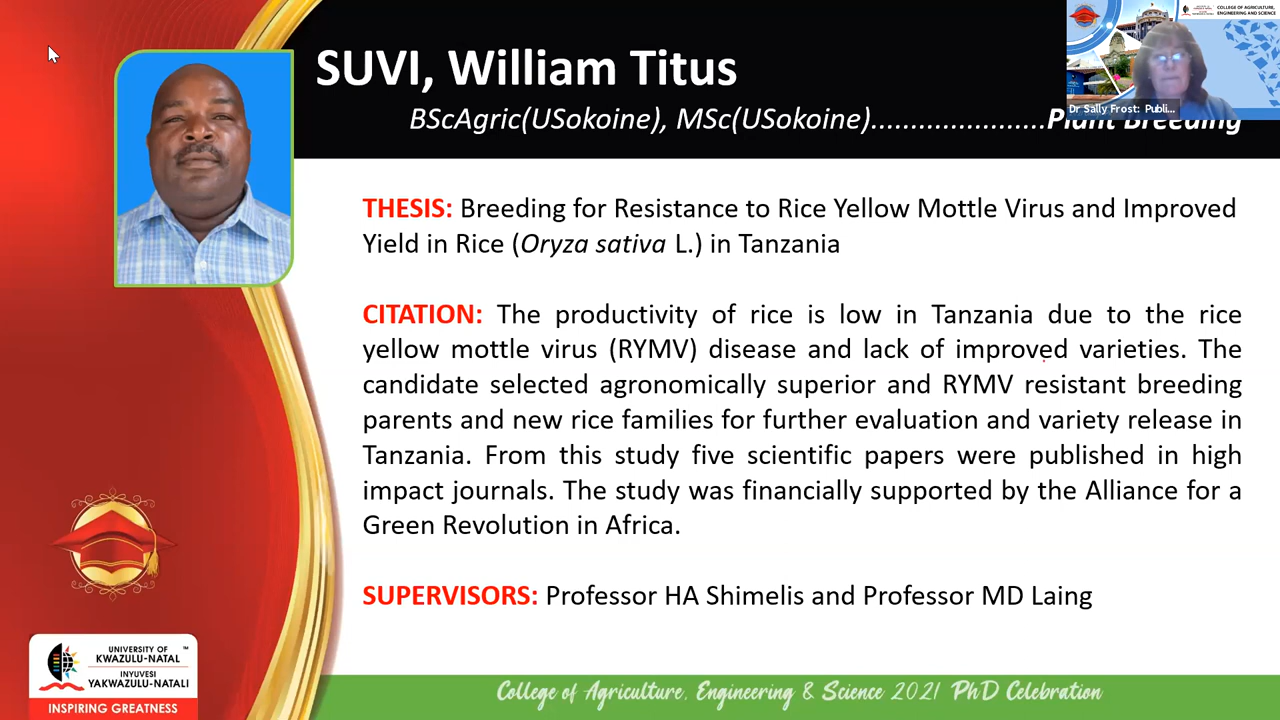 SUVI, William Titus
BScAgric(USokoine), MSc(USokoine)......................Plant Breeding
COLLEGE OF AGRICULTURE,
ENGINEERING AND SCIENCE
Dr Sally Frost: Publi...
THESIS: Breeding for Resistance to Rice Yellow Mottle Virus and Improved
Yield in Rice (Oryza sativa L.) in Tanzania
CITATION: The productivity of rice is low in Tanzania due to the rice
yellow mottle virus (RYMV) disease and lack of improved varieties. The
candidate selected agronomically superior and RYMV resistant breeding
parents and new rice families for further evaluation and variety release in
Tanzania. From this study five scientific papers were published in high
impact journals. The study was financially supported by the Alliance for a
Green Revolution in Africa.
SUPERVISORS: Professor HA Shimelis and Professor MD Laing
UNIVERSITY OF ™
KWAZULU-NATAL
INYUVESI
YAKWAZULU-NATALI
INSPIRING GREATNESS
College of Agriculture, Engineering & Science 2021 PhD Celebration